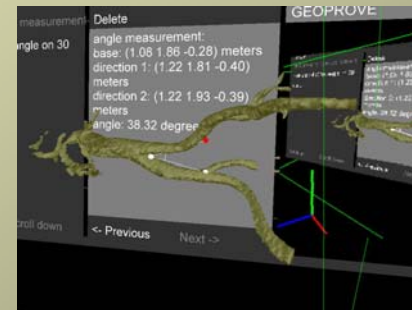 measurement
angle on 30
Delete
angle measurement:
base: (1.08 1.86 -0.28) meters
direction 1: (1.22 1.81 -0.40)
meters
direction 2: (1.22 1.93 -0.39)
meters
angle: 38.32 degree
scroll down
<- Previous
Next ->
GEOPROVE